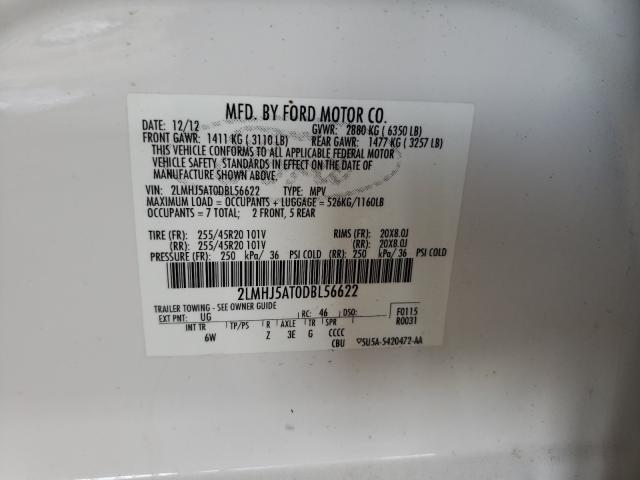 MFD. BY FORD MOTOR CO.
DATE: 12/12 GVWR: 2880 KG ( 6350 LB)
FRONT GAWR: 1411 KG ( 3110 LB) REAR GAWR: 1477 KG ( 3257 LB)
THIS VEHICLE CONFORMS TO ALL APPLICABLE FEDERAL MOTOR
VEHICLE SAFETY STANDARDS IN EFFECT ON THE DATE OF
MANUFACTURE SHOWN ABOVE.
VIN: 2LMHJ5AT0DBL56622 TYPE: MPV
MAXIMUM LOAD = OCCUPANTS + LUGGAGE = 526KG/1160LB
OCCUPANTS = 7 TOTAL; 2 FRONT, 5 REAR
TIRE (FR): 255/45R20 101V RIMS (FR): 20X8.0J
(RR): 255/45R20 101V (RR): 20X8.0J
PRESSURE (FR): 250 kPa/ 36 PSI COLD (RR): 250 kPa/ 36 PSI COLD
2LMHJ5AT0DBL56622
TRAILER TOWING - SEE OWNER GUIDE
EXT PNT: UG RC: 46 DSO: F0115
R0031
INT TR TP/PS R AXLE TR SPR
6W Z 3E G CCCC
CBU ▽5U5A-5420472-AA